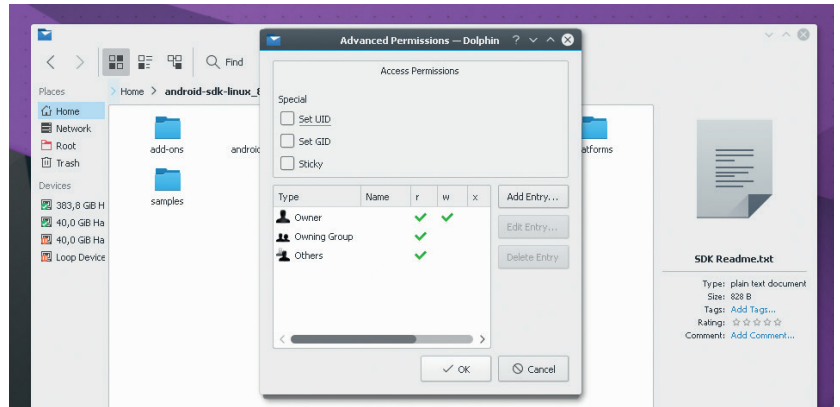 Advanced Permissions — Dolphin
Find
Places
Home > android-sdk-linux_8
Home
Network
Root
Trash
Devices
383,8 GiB H
40,0 GiB Ha
40,0 GiB Ha
Loop Device
add-ons
android
atforms
samples
Access Permissions
Special
Set UID
Set GID
Sticky
Type Name r w x
Owner
Owning Group
Others
Add Entry...
Edit Entry...
Delete Entry
OK
Cancel
SDK Readme.txt
Type: plain text document
Size: 828 B
Tags: Add Tags...
Rating:
Comment: Add Comment...